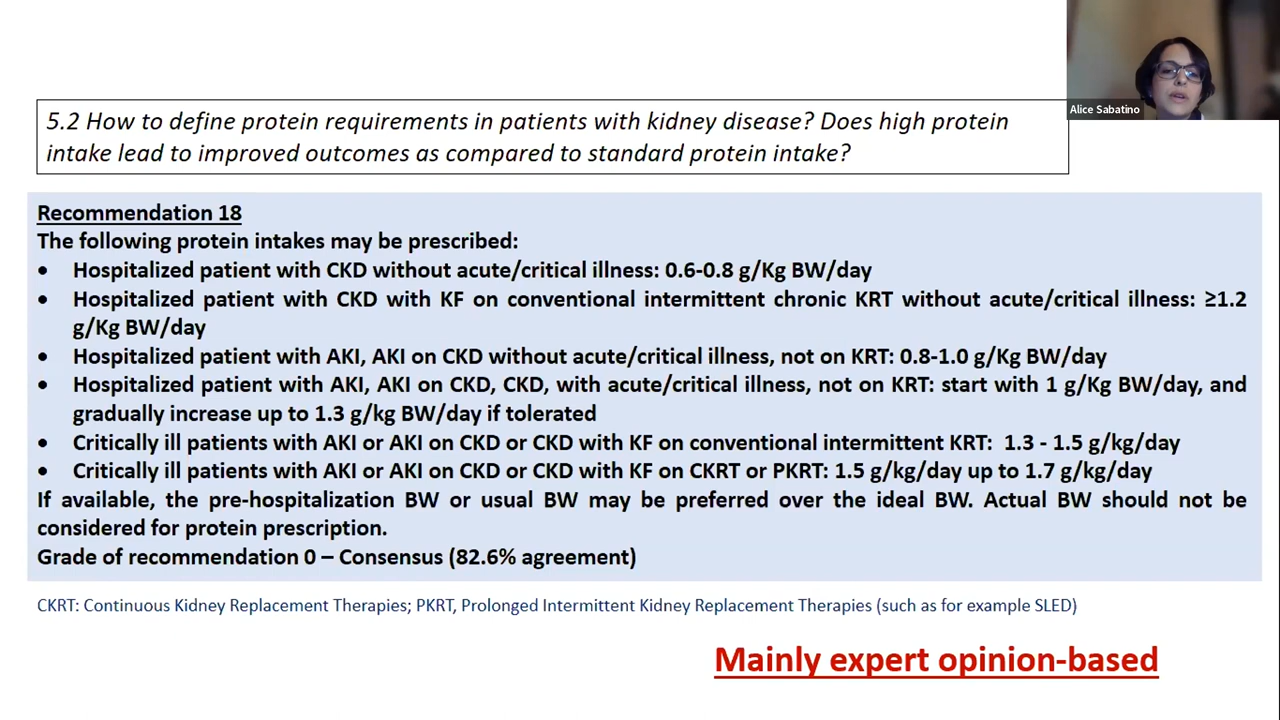 Alice Sabatino
5.2 How to define protein requirements in patients with kidney disease? Does high protein
intake lead to improved outcomes as compared to standard protein intake?
Recommendation 18
The following protein intakes may be prescribed:
• Hospitalized patient with CKD without acute/critical illness: 0.6-0.8 g/Kg BW/day
• Hospitalized patient with CKD with KF on conventional intermittent chronic KRT without acute/critical illness: ≥1.2
g/Kg BW/day
• Hospitalized patient with AKI, AKI on CKD without acute/critical illness, not on KRT: 0.8-1.0 g/Kg BW/day
• Hospitalized patient with AKI, AKI on CKD, CKD, with acute/critical illness, not on KRT: start with 1 g/Kg BW/day, and
gradually increase up to 1.3 g/kg BW/day if tolerated
• Critically ill patients with AKI or AKI on CKD or CKD with KF on conventional intermittent KRT: 1.3 - 1.5 g/kg/day
• Critically ill patients with AKI or AKI on CKD or CKD with KF on CKRT or PKRT: 1.5 g/kg/day up to 1.7 g/kg/day
If available, the pre-hospitalization BW or usual BW may be preferred over the ideal BW. Actual BW should not be
considered for protein prescription.
Grade of recommendation 0 – Consensus (82.6% agreement)
CKRT: Continuous Kidney Replacement Therapies; PKRT, Prolonged Intermittent Kidney Replacement Therapies (such as for example SLED)
Mainly expert opinion-based